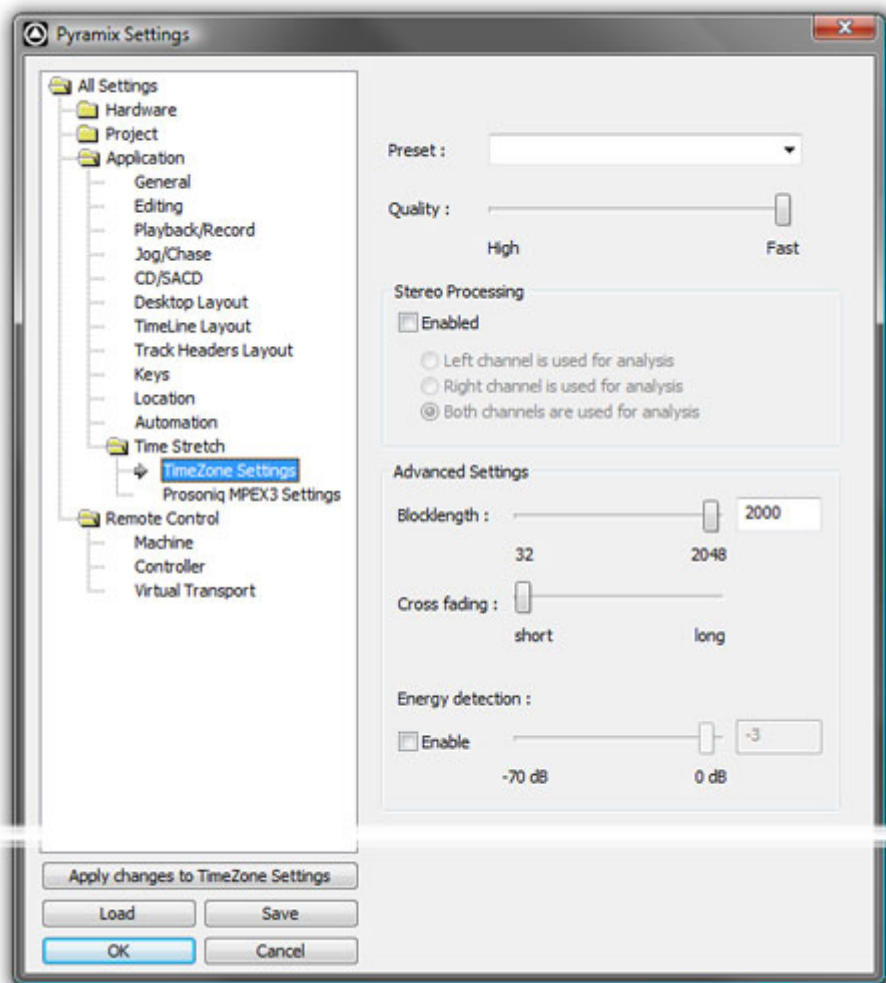 Pyramix Settings
All Settings
Hardware
Project
Application
General
Editing
Playback/Record
Jog/Chase
CD/SACD
Desktop Layout
TimeLine Layout
Track Headers Layout
Keys
Location
Automation
Time Stretch
TimeZone Settings
Prosoniq MPEX3 Settings
Remote Control
Machine
Controller
Virtual Transport
Apply changes to TimeZone Settings
Load Save
OK Cancel
Preset :
Quality :
High Fast
Stereo Processing
Enabled
Left channel is used for analysis
Right channel is used for analysis
Both channels are used for analysis
Advanced Settings
Blocklength : 2000
32 2048
Cross fading :
short long
Energy detection :
Enable -3
-70 dB 0 dB